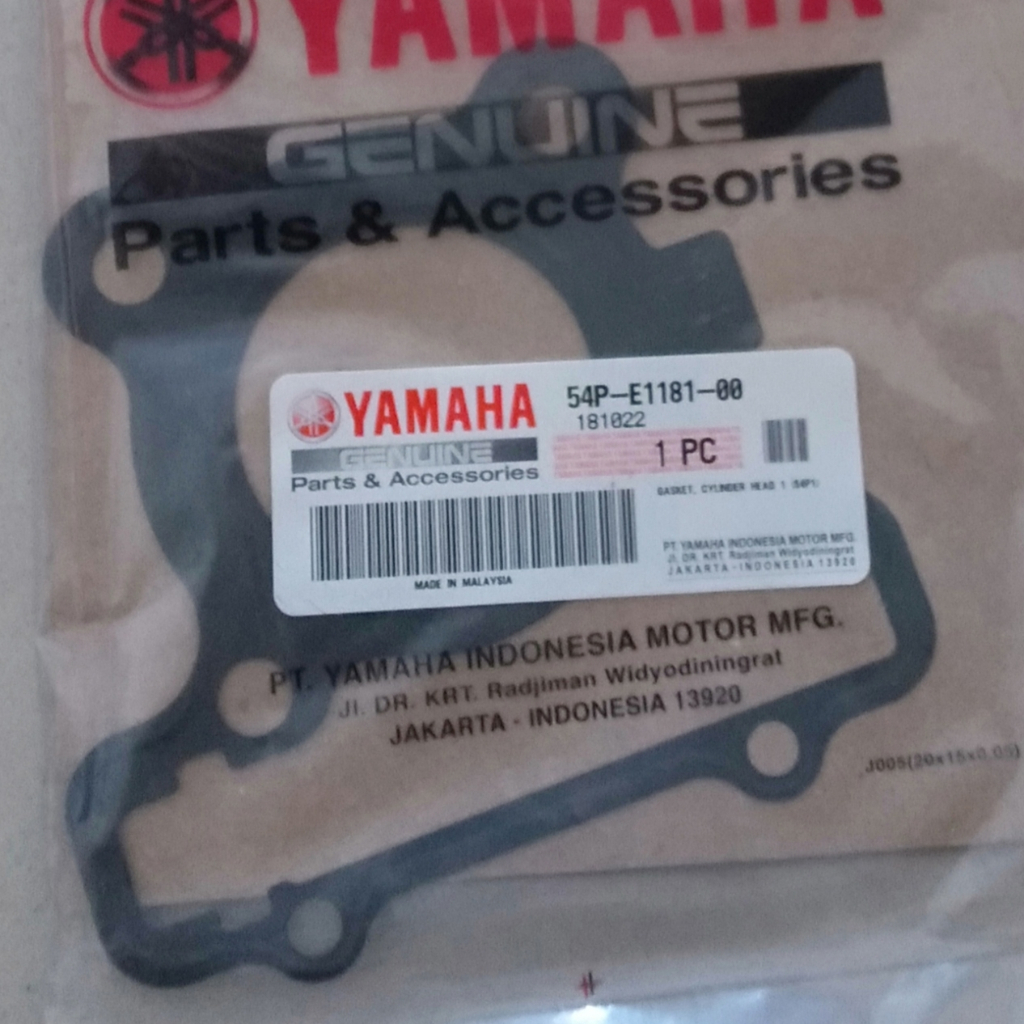 YAMAHA
GENUINE
Parts & Accessories
YAMAHA
GENUINE
Parts & Accessories
54P-E1181-00
181022
1 PC
GASKET, CYLINDER HEAD 1 (54P1)
MADE IN MALAYSIA
PT. YAMAHA INDONESIA MOTOR MFG.
Jl. DR. KRT. Radjiman Widyodiningrat
JAKARTA - INDONESIA 13920
PT. YAMAHA INDONESIA MOTOR MFG.
Jl. DR. KRT. Radjiman Widyodiningrat
JAKARTA - INDONESIA 13920
J005(20x15x0.05)